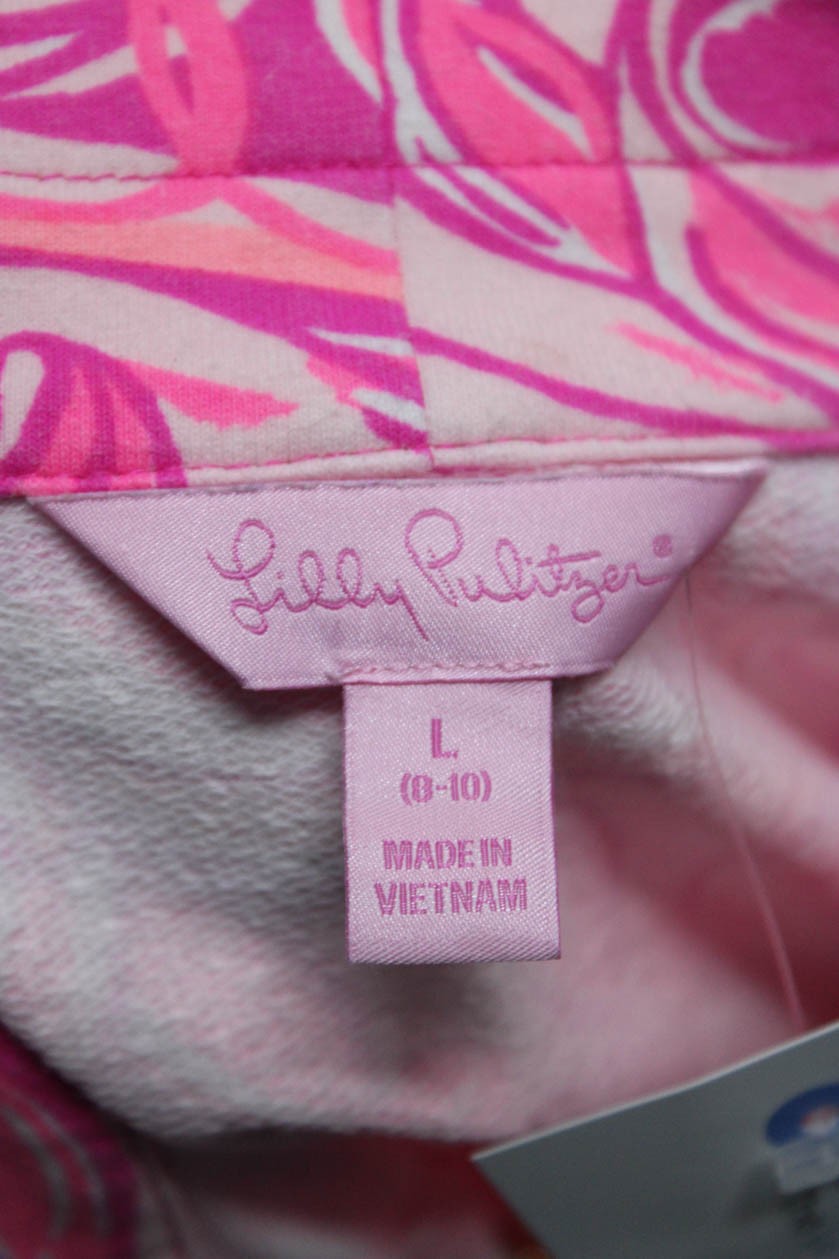 Lilly Pulitzer®
L
(8-10)
MADE IN
VIETNAM